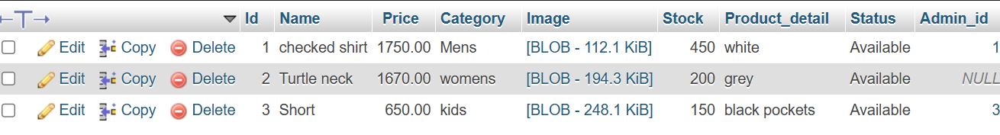 Id Name Price Category Image Stock Product_detail Status Admin_id
Edit Copy Delete 1 checked shirt 1750.00 Mens [BLOB - 112.1 KiB] 450 white Available 1
Edit Copy Delete 2 Turtle neck 1670.00 womens [BLOB - 194.3 KiB] 200 grey Available NULL
Edit Copy Delete 3 Short 650.00 kids [BLOB - 248.1 KiB] 150 black pockets Available 3